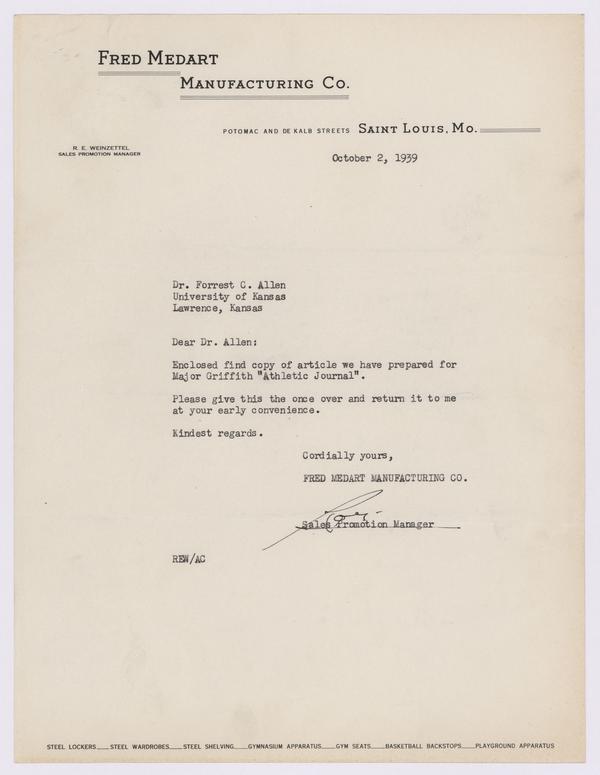 FRED MEDART
MANUFACTURING CO.
POTOMAC AND DE KALB STREETS SAINT LOUIS, MO.
R. E. WEINZETTEL
SALES PROMOTION MANAGER
October 2, 1939
Dr. Forrest C. Allen
University of Kansas
Lawrence, Kansas
Dear Dr. Allen:
Enclosed find copy of article we have prepared for
Major Griffith "Athletic Journal".
Please give this the once over and return it to me
at your early convenience.
Kindest regards.
Cordially yours,
FRED MEDART MANUFACTURING CO.
Sales Promotion Manager
REW/AC
STEEL LOCKERS STEEL WARDROBES STEEL SHELVING GYMNASIUM APPARATUS GYM SEATS BASKETBALL BACKSTOPS PLAYGROUND APPARATUS